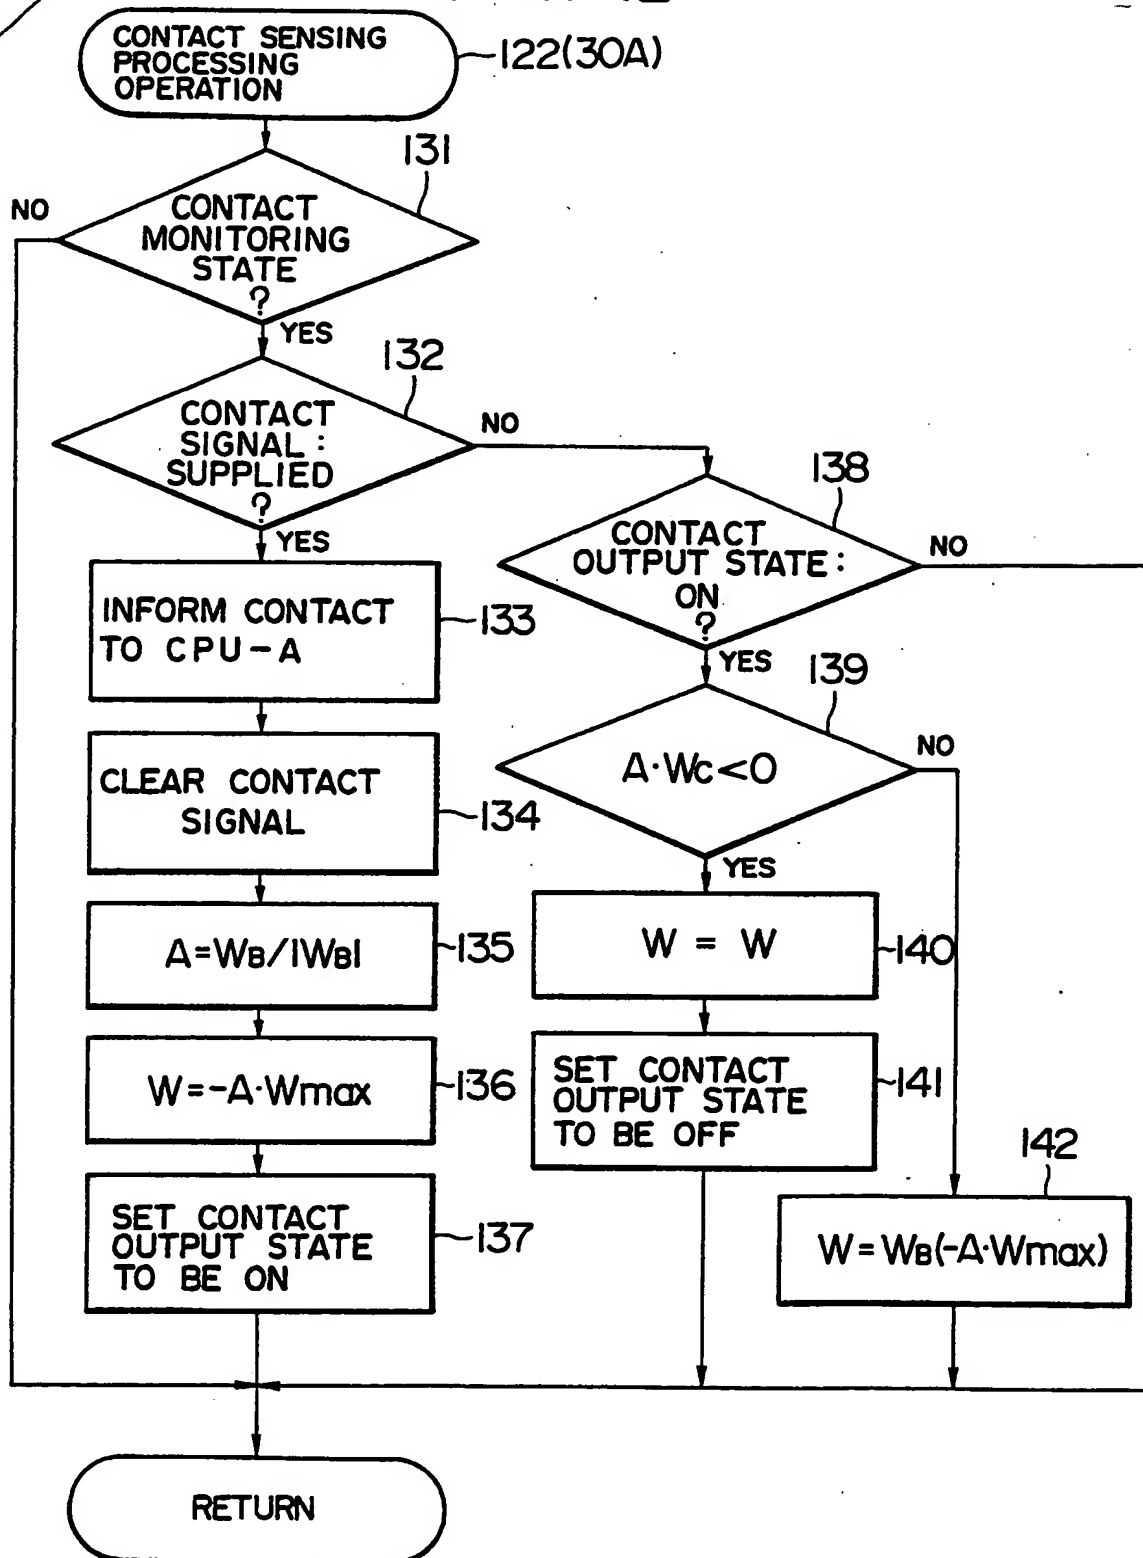 CONTACT SENSING
PROCESSING
OPERATION
122(30A)
131
NO
CONTACT
MONITORING
STATE
?
YES
132
CONTACT
SIGNAL:
SUPPLIED
?
NO
YES
138
CONTACT
OUTPUT STATE:
ON
?
NO
YES
INFORM CONTACT
TO CPU-A
133
139
A·Wc<0
NO
YES
CLEAR CONTACT
SIGNAL
134
A=WB/|WB|
135
W = W
140
W=-A·Wmax
136
SET CONTACT
OUTPUT STATE
TO BE OFF
141
142
SET CONTACT
OUTPUT STATE
TO BE ON
137
W=WB(-A·Wmax)
RETURN